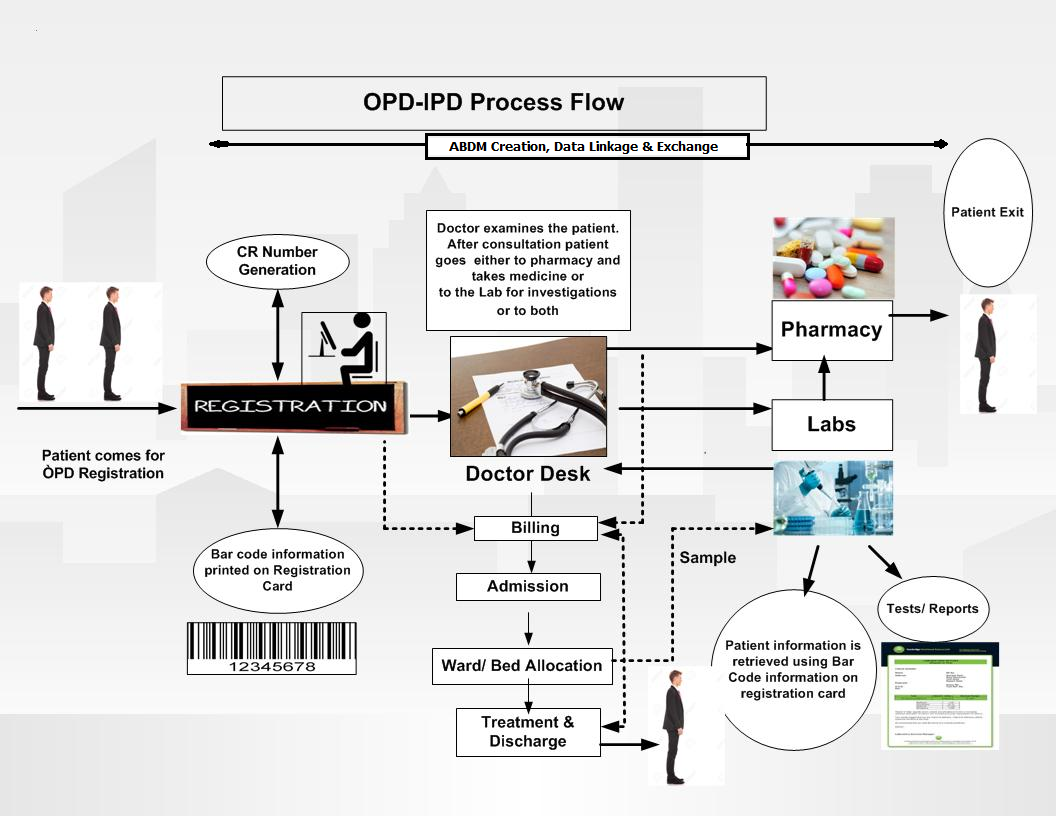 OPD-IPD Process Flow
ABDM Creation, Data Linkage & Exchange
Patient Exit
Doctor examines the patient.
After consultation patient
goes either to pharmacy and
takes medicine or
to the Lab for investigations
or to both
CR Number
Generation
Pharmacy
REGISTRATION
Labs
Patient comes for
ÒPD Registration
Doctor Desk
Billing
Bar code information
printed on Registration
Card
Sample
Admission
Tests/ Reports
12345678
Ward/ Bed Allocation
Patient information is
retrieved using Bar
Code information on
registration card
Treatment &
Discharge